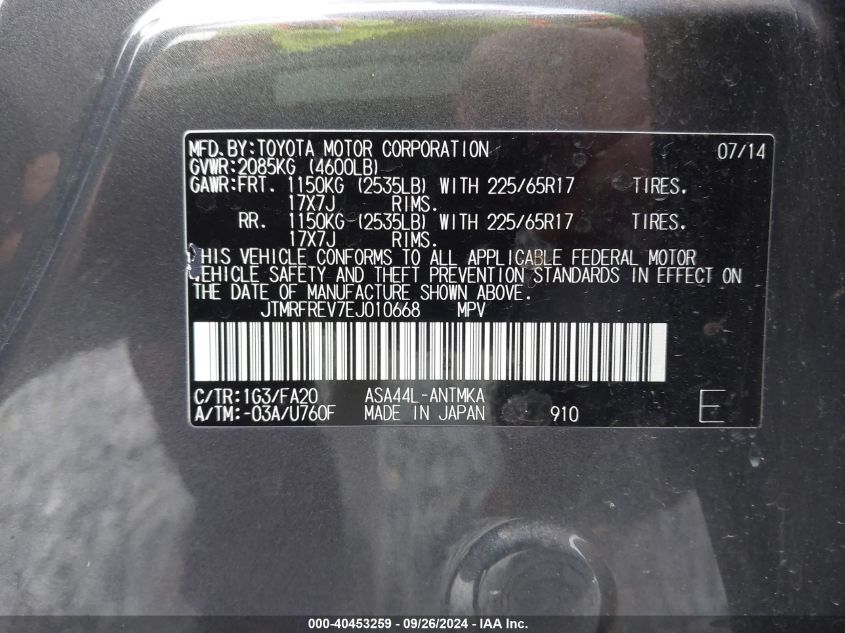 MFD.BY:TOYOTA MOTOR CORPORATION 07/14
GVWR:2085KG (4600LB)
GAWR:FRT. 1150KG (2535LB) WITH 225/65R17 TIRES.
17X7J RIMS.
RR. 1150KG (2535LB) WITH 225/65R17 TIRES.
17X7J RIMS.
THIS VEHICLE CONFORMS TO ALL APPLICABLE FEDERAL MOTOR
VEHICLE SAFETY AND THEFT PREVENTION STANDARDS IN EFFECT ON
THE DATE OF MANUFACTURE SHOWN ABOVE.
JTMRFREV7EJ010668 MPV
C/TR:1G3/FA20 ASA44L-ANTMKA
A/TM:-03A/U760F MADE IN JAPAN 910 E
000-40453259 - 09/26/2024 - IAA Inc.